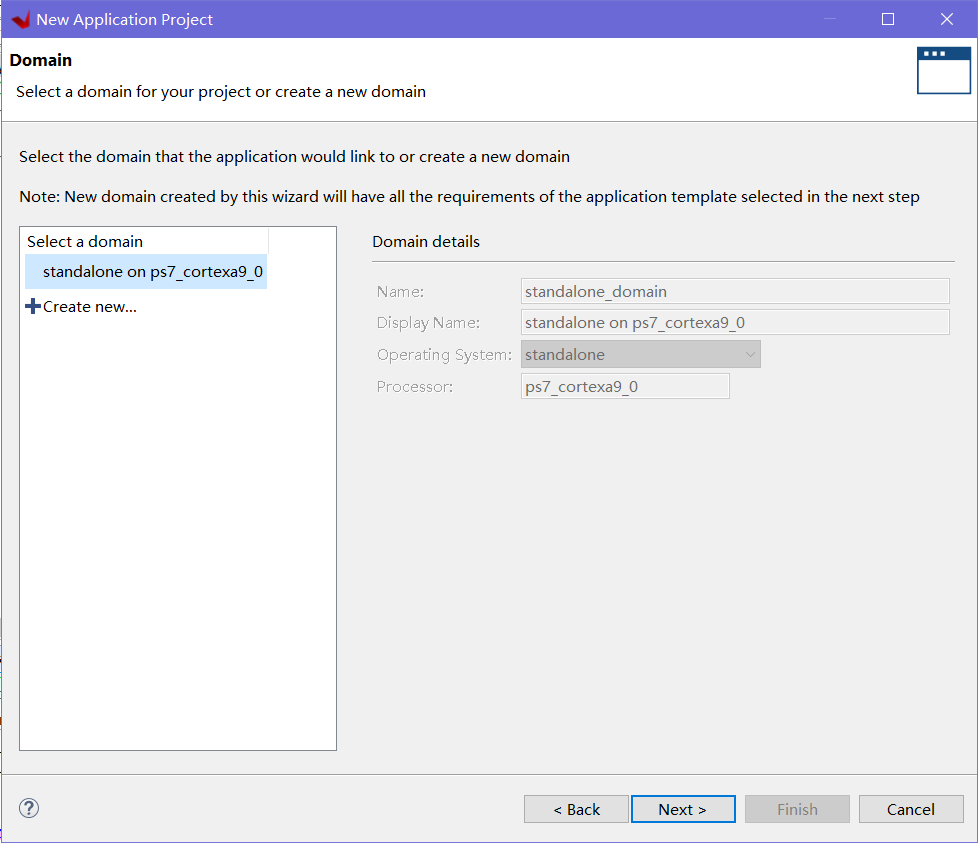 New Application Project
Domain
Select a domain for your project or create a new domain
Select the domain that the application would link to or create a new domain
Note: New domain created by this wizard will have all the requirements of the application template selected in the next step
Select a domain
standalone on ps7_cortexa9_0
Create new...
Domain details
Name: standalone_domain
Display Name: standalone on ps7_cortexa9_0
Operating System: standalone
Processor: ps7_cortexa9_0
?
< Back Next > Finish Cancel